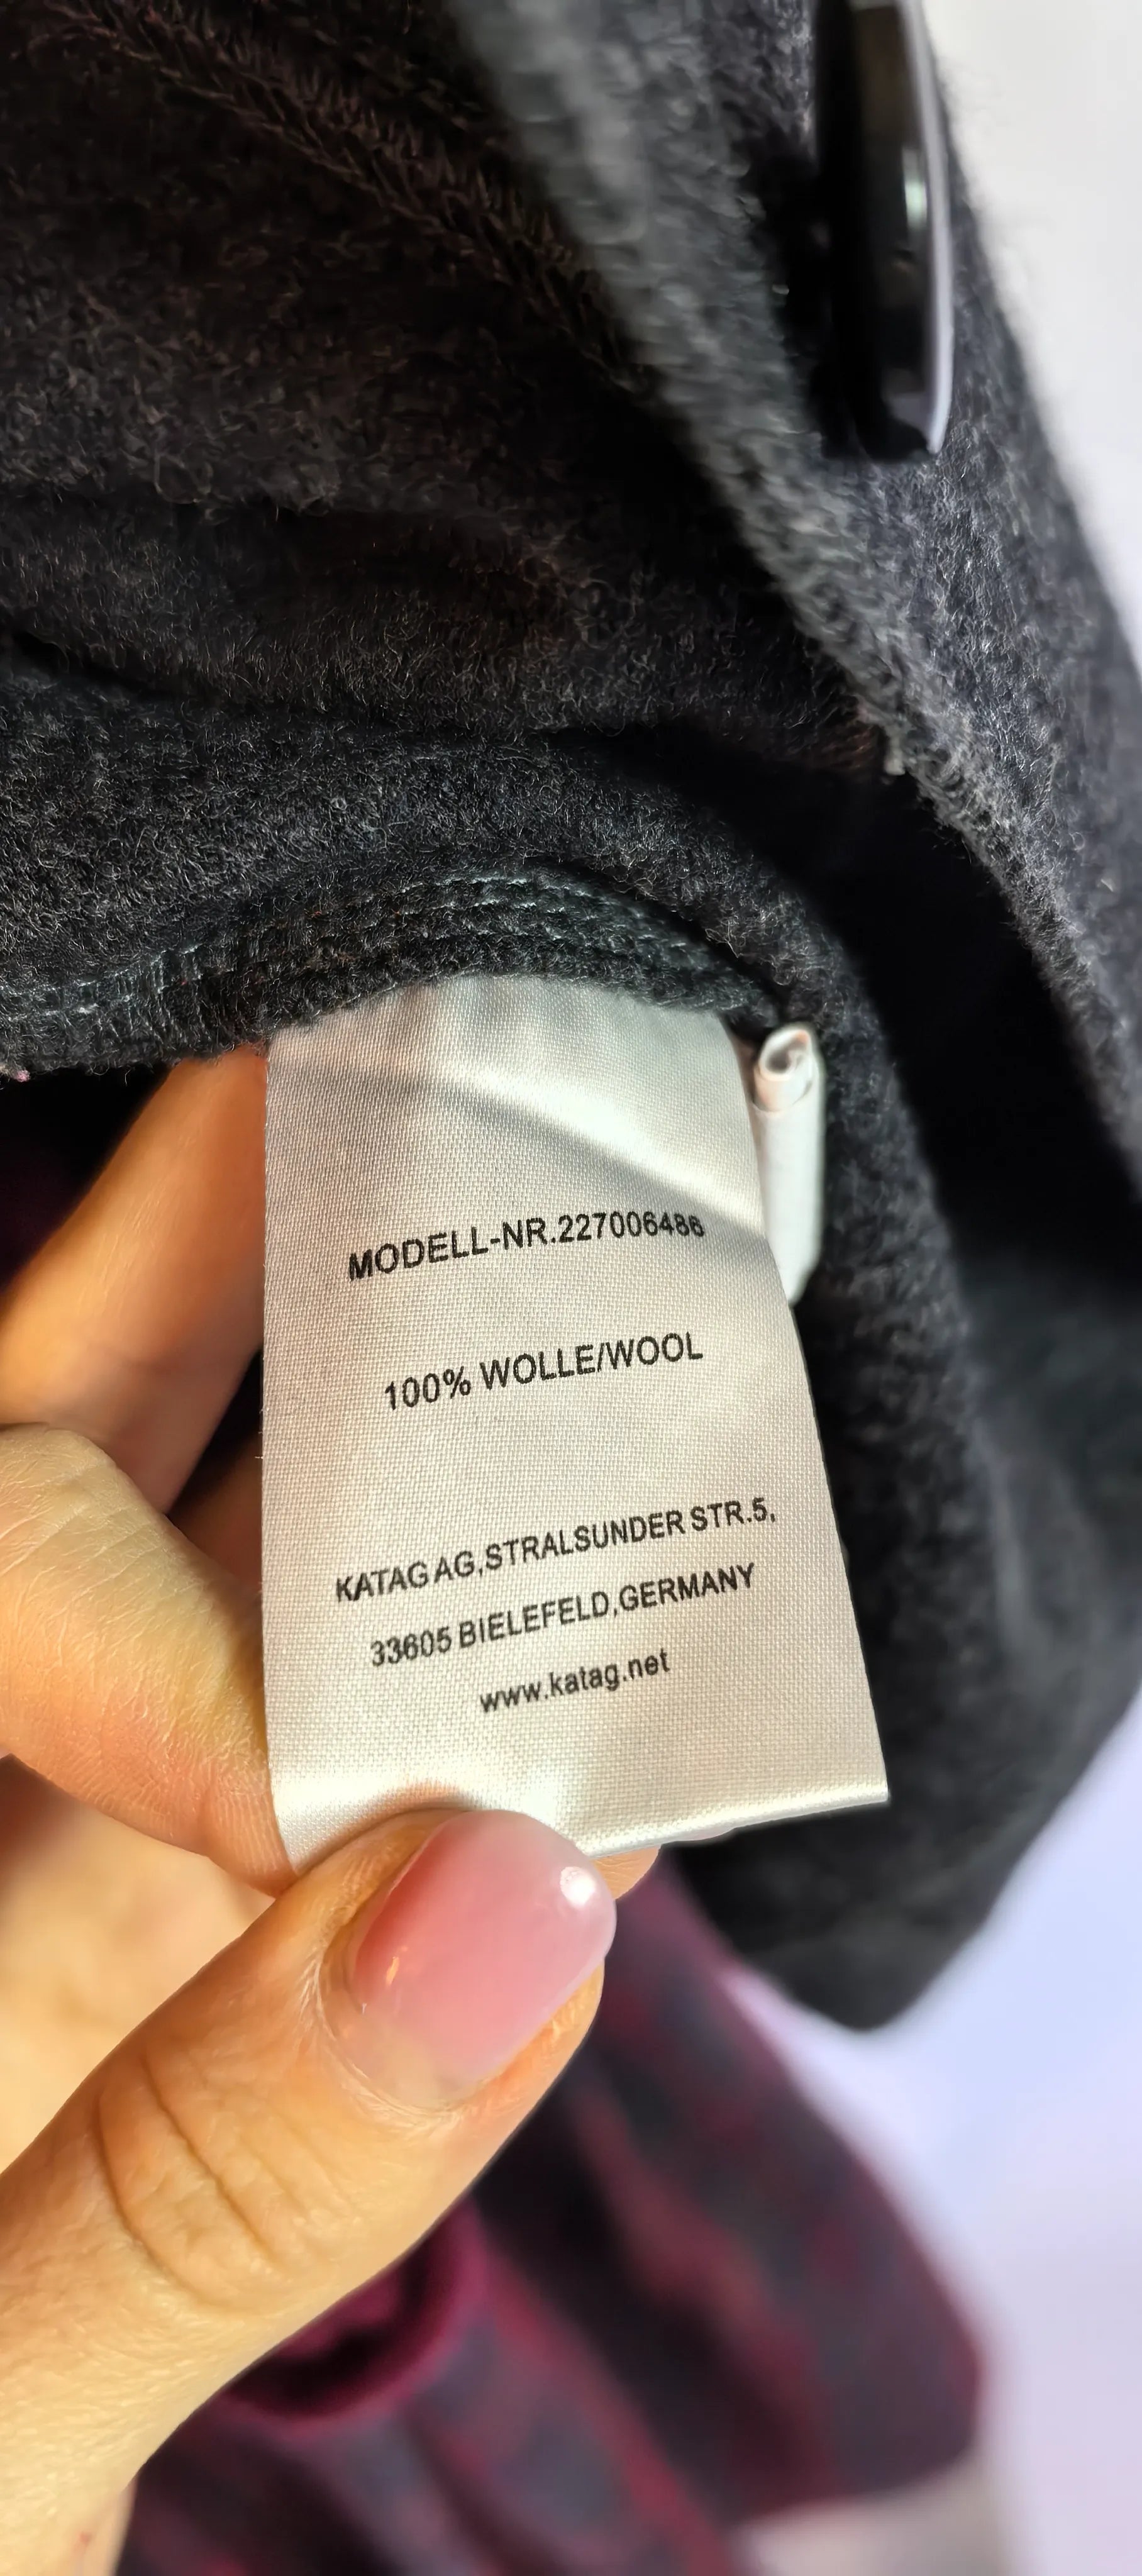 MODELL-NR.227006486
100% WOLLE/WOOL
KATAG AG,STRALSUNDER STR.5,
33605 BIELEFELD,GERMANY
www.katag.net